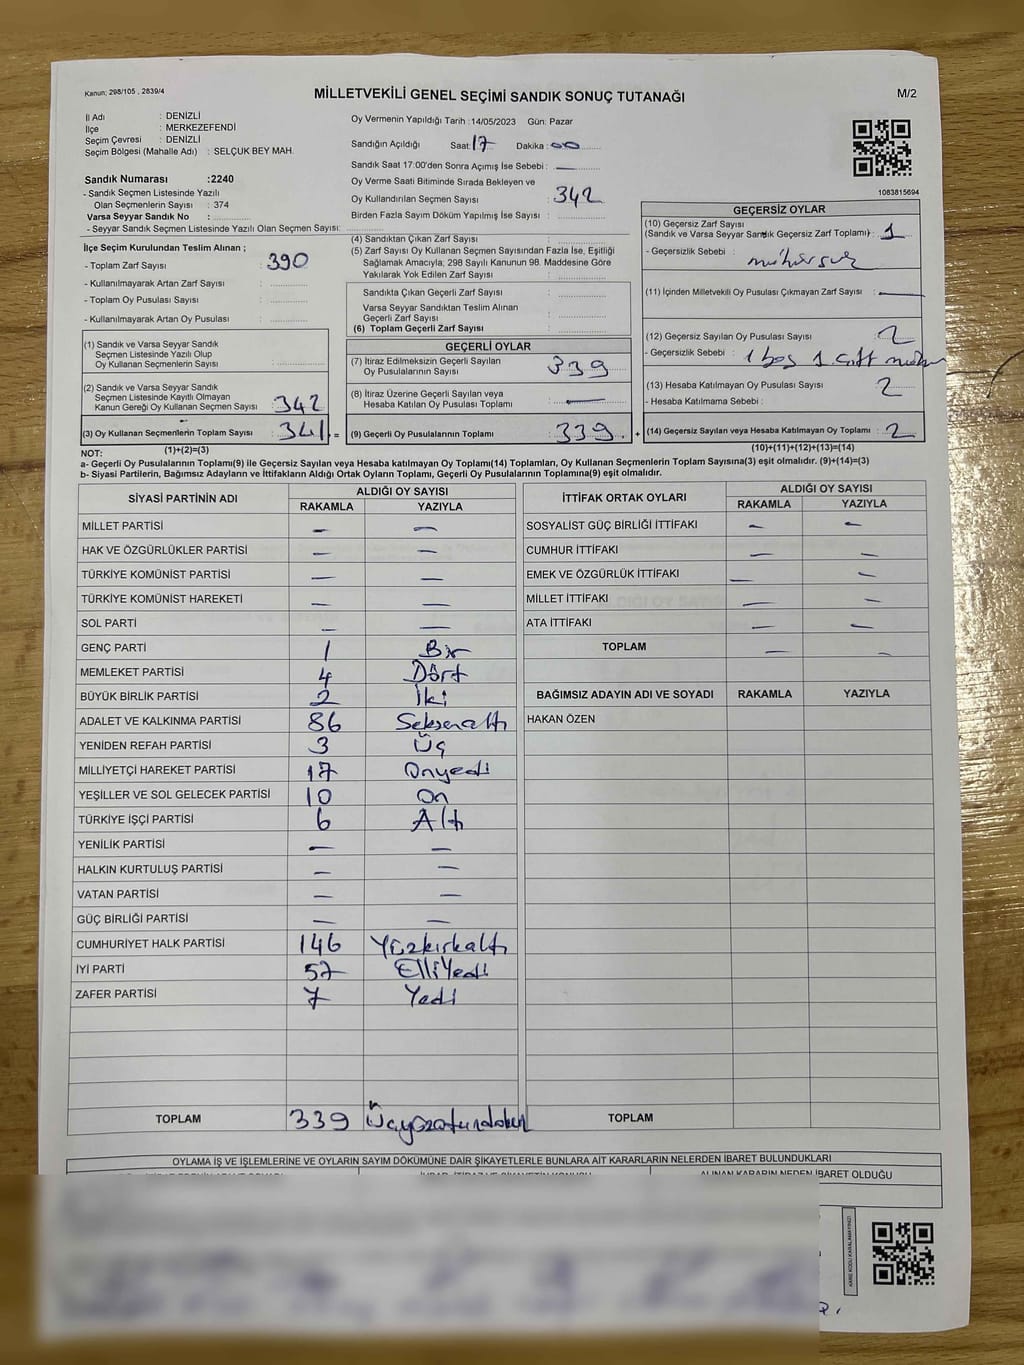 Kanun; 298/105 , 2839/4
MİLLETVEKİLİ GENEL SEÇİMİ SANDIK SONUÇ TUTANAĞI
M/2
İl Adı : DENİZLİ
İlçe : MERKEZEFENDİ
Seçim Çevresi : DENİZLİ
Seçim Bölgesi (Mahalle Adı) : SELÇUK BEY MAH.
Oy Vermenin Yapıldığı Tarih :14/05/2023 Gün: Pazar
Sandığın Açıldığı Saat: 17 Dakika : 00
Sandık Saat 17:00'den Sonra Açımış İse Sebebi : —
Oy Verme Saati Bitiminde Sırada Bekleyen ve
Oy Kullandırılan Seçmen Sayısı : 342
Birden Fazla Sayım Döküm Yapılmış İse Sayısı :
1083815694
Sandık Numarası :2240
- Sandık Seçmen Listesinde Yazılı
Olan Seçmenlerin Sayısı : 374
Varsa Seyyar Sandık No :
- Seyyar Sandık Seçmen Listesinde Yazılı Olan Seçmen Sayısı:
İlçe Seçim Kurulundan Teslim Alınan ;
- Toplam Zarf Sayısı : 390
- Kullanılmayarak Artan Zarf Sayısı :
- Toplam Oy Pusulası Sayısı :
- Kullanılmayarak Artan Oy Pusulası :
(1) Sandık ve Varsa Seyyar Sandık
Seçmen Listesinde Yazılı Olup
Oy Kullanan Seçmenlerin Sayısı :
(2) Sandık ve Varsa Seyyar Sandık
Seçmen Listesinde Kayıtlı Olmayan
Kanun Gereği Oy Kullanan Seçmen Sayısı : 342
(3) Oy Kullanan Seçmenlerin Toplam Sayısı : 341 =
(4) Sandıktan Çıkan Zarf Sayısı :
(5) Zarf Sayısı Oy Kullanan Seçmen Sayısından Fazla İse, Eşitliği
Sağlamak Amacıyla; 298 Sayılı Kanunun 98. Maddesine Göre
Yakılarak Yok Edilen Zarf Sayısı :
Sandıkta Çıkan Geçerli Zarf Sayısı :
Varsa Seyyar Sandıktan Teslim Alınan
Geçerli Zarf Sayısı :
(6) Toplam Geçerli Zarf Sayısı :
GEÇERLİ OYLAR
(7) İtiraz Edilmeksizin Geçerli Sayılan
Oy Pusulalarının Sayısı : 339
(8) İtiraz Üzerine Geçerli Sayılan veya
Hesaba Katılan Oy Pusulası Toplamı : —
(9) Geçerli Oy Pusulalarının Toplamı : 339 +
GEÇERSİZ OYLAR
(10) Geçersiz Zarf Sayısı
(Sandık ve Varsa Seyyar Sandık Geçersiz Zarf Toplamı) : 1
- Geçersizlik Sebebi : mühürsüz
(11) İçinden Milletvekili Oy Pusulası Çıkmayan Zarf Sayısı : —
(12) Geçersiz Sayılan Oy Pusulası Sayısı : 2
- Geçersizlik Sebebi : 1 boş 1 çift
(13) Hesaba Katılmayan Oy Pusulası Sayısı : 2
- Hesaba Katılmama Sebebi :
(14) Geçersiz Sayılan veya Hesaba Katılmayan Oy Toplamı : 2
NOT: (1)+(2)=(3)
(10)+(11)+(12)+(13)=(14)
a- Geçerli Oy Pusulalarının Toplamı(9) ile Geçersiz Sayılan veya Hesaba katılmayan Oy Toplamı(14) Toplamları, Oy Kullanan Seçmenlerin Toplam Sayısına(3) eşit olmalıdır. (9)+(14)=(3)
b- Siyasi Partilerin, Bağımsız Adayların ve İttifakların Aldığı Ortak Oyların Toplamı, Geçerli Oy Pusulalarının Toplamına(9) eşit olmalıdır.
SİYASİ PARTİNİN ADI ALDIĞI OY SAYISI
RAKAMLA YAZIYLA
MİLLET PARTİSİ — —
HAK VE ÖZGÜRLÜKLER PARTİSİ — —
TÜRKİYE KOMÜNİST PARTİSİ — —
TÜRKİYE KOMÜNİST HAREKETİ — —
SOL PARTİ — —
GENÇ PARTİ 1 Bir
MEMLEKET PARTİSİ 4 Dört
BÜYÜK BİRLİK PARTİSİ 2 İki
ADALET VE KALKINMA PARTİSİ 86 Seksenaltı
YENİDEN REFAH PARTİSİ 3 Üç
MİLLİYETÇİ HAREKET PARTİSİ 17 Onyedi
YEŞİLLER VE SOL GELECEK PARTİSİ 10 On
TÜRKİYE İŞÇİ PARTİSİ 6 Altı
YENİLİK PARTİSİ — —
HALKIN KURTULUŞ PARTİSİ — —
VATAN PARTİSİ — —
GÜÇ BİRLİĞİ PARTİSİ — —
CUMHURİYET HALK PARTİSİ 146 Yüzkırkaltı
İYİ PARTİ 57 ElliYedi
ZAFER PARTİSİ 7 Yedi
TOPLAM 339 Üçyüzotuzdokuz
İTTİFAK ORTAK OYLARI ALDIĞI OY SAYISI
RAKAMLA YAZIYLA
SOSYALİST GÜÇ BİRLİĞİ İTTİFAKI — —
CUMHUR İTTİFAKI — —
EMEK VE ÖZGÜRLÜK İTTİFAKI — —
MİLLET İTTİFAKI — —
ATA İTTİFAKI — —
TOPLAM — —
BAĞIMSIZ ADAYIN ADI VE SOYADI RAKAMLA YAZIYLA
HAKAN ÖZEN
TOPLAM
OYLAMA İŞ VE İŞLEMLERİNE VE OYLARIN SAYIM DÖKÜMÜNE DAİR ŞİKAYETLERLE BUNLARA AİT KARARLARIN NELERDEN İBARET BULUNDUKLARI
ALINAN KARARIN NEDEN İBARET OLDUĞU